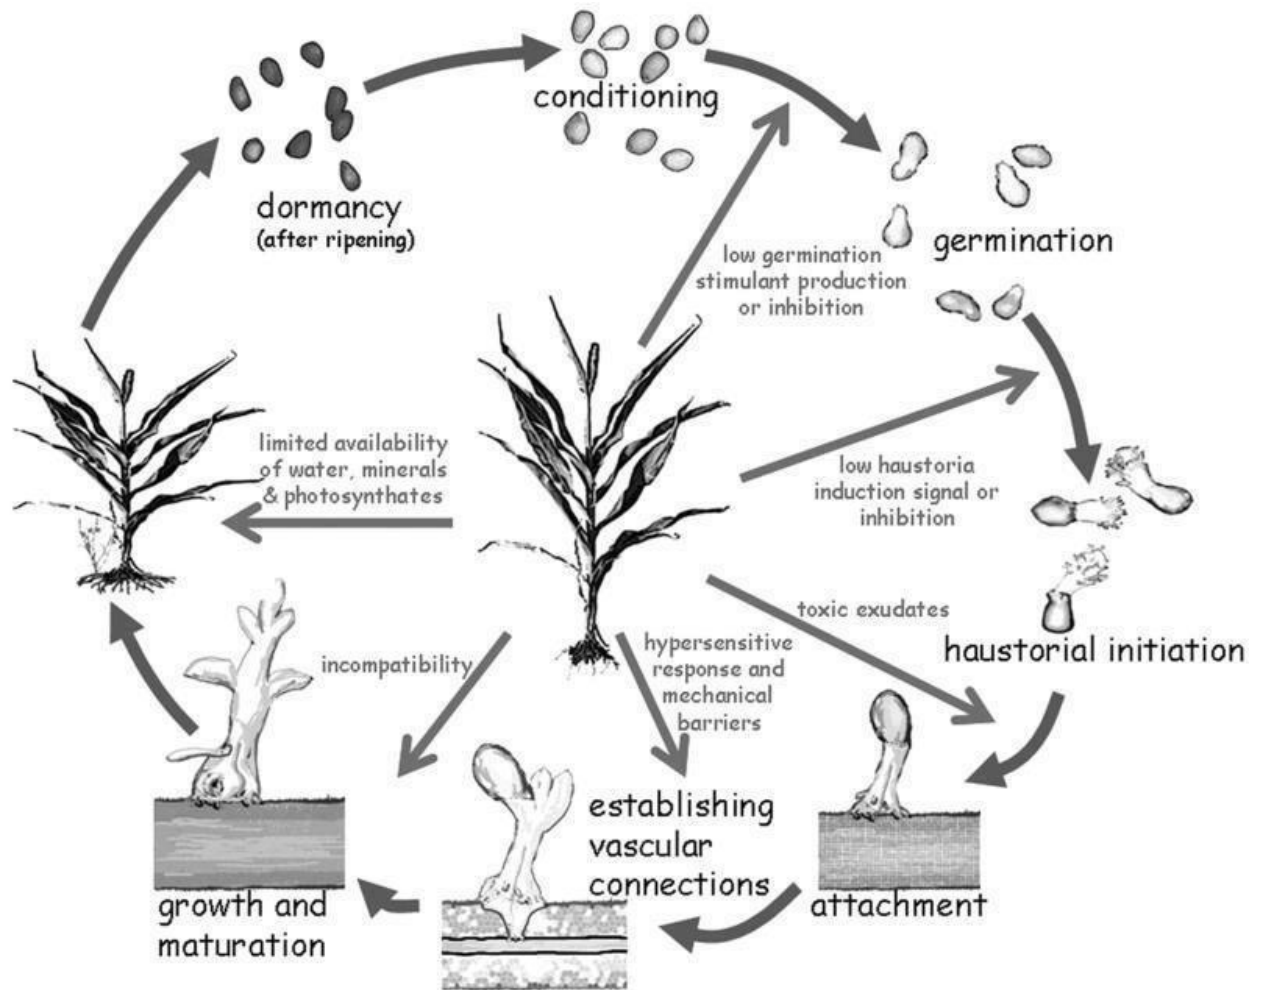 conditioning
dormancy
(after ripening)
germination
low germination
stimulant production
or inhibition
limited availability
of water, minerals
& photosynthates
low haustoria
induction signal or
inhibition
toxic exudates
haustorial initiation
hypersensitive
response and
mechanical
barriers
incompatibility
establishing
vascular
connections
attachment
growth and
maturation